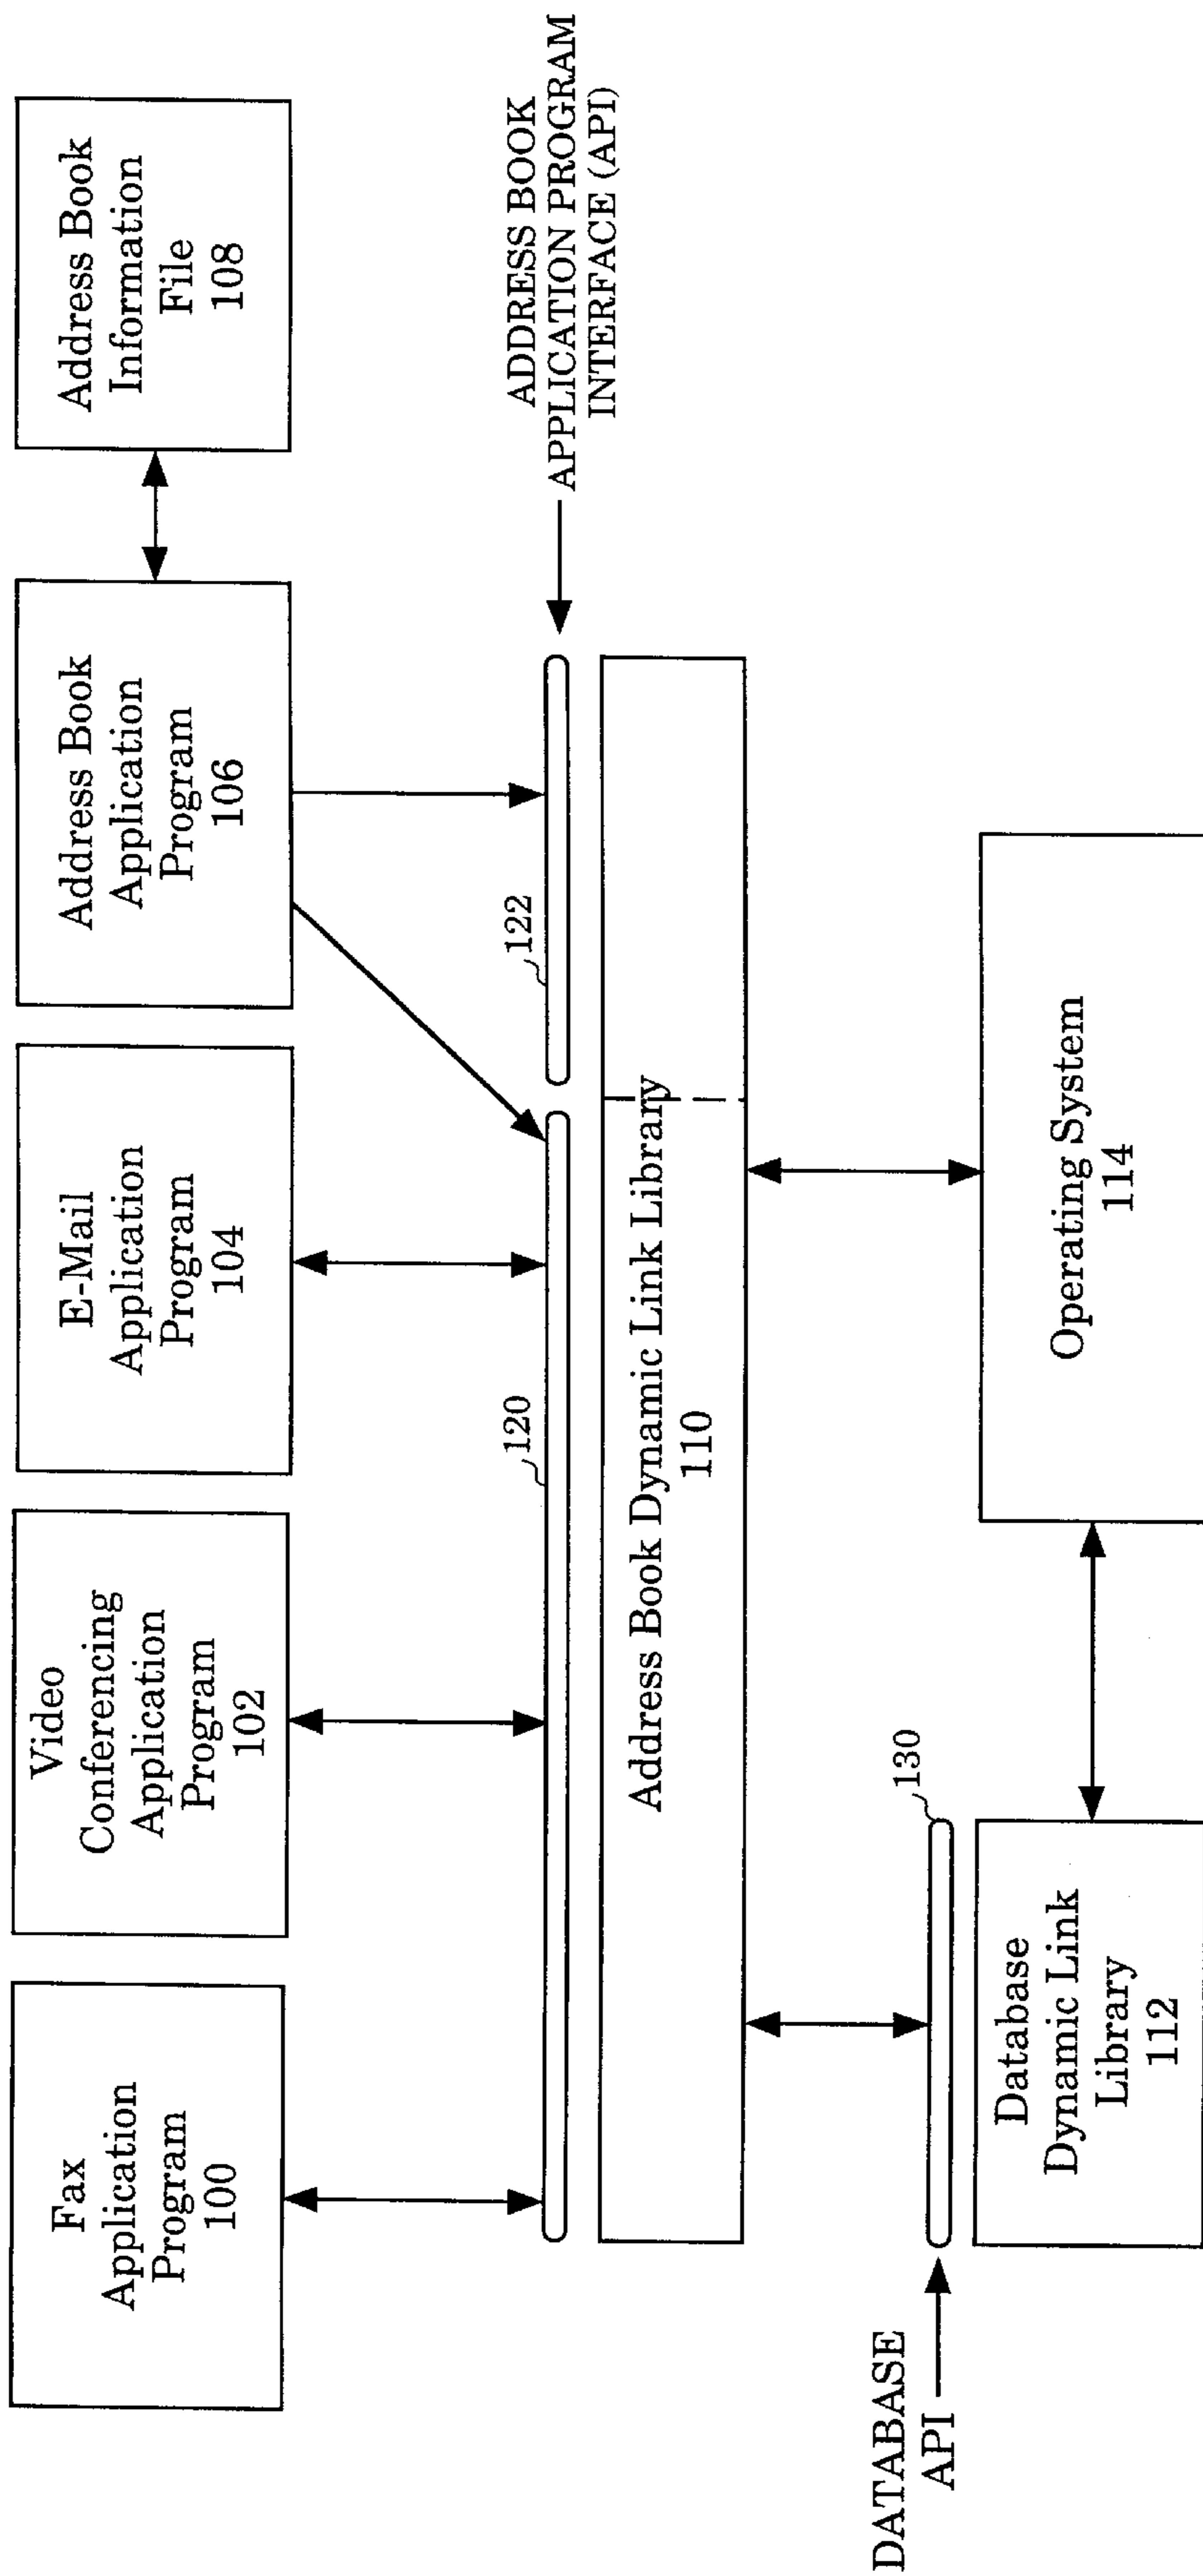 Fax
Application
Program
100
Video
Conferencing
Application
Program
102
E-Mail
Application
Program
104
Address Book
Application
Program
106
Address Book
Information
File
108
120
122
ADDRESS BOOK
APPLICATION PROGRAM
INTERFACE (API)
Address Book Dynamic Link Library
110
DATABASE
API
130
Database
Dynamic Link
Library
112
Operating System
114